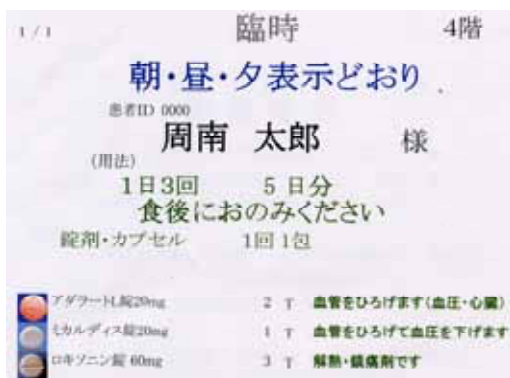 1/1 臨時 4階
朝・昼・夕表示どおり
患者ID 0000
周南 太郎 様
(用法)
1日3回 5日分
食後におのみください
錠剤・カプセル 1回1包
アダラートL錠20mg 2 T 血管をひろげます(血圧・心臓)
ミカルディス錠20mg 1 T 血管をひろげて血圧を下げます
ロキソニン錠 60mg 3 T 解熱・鎮痛剤です